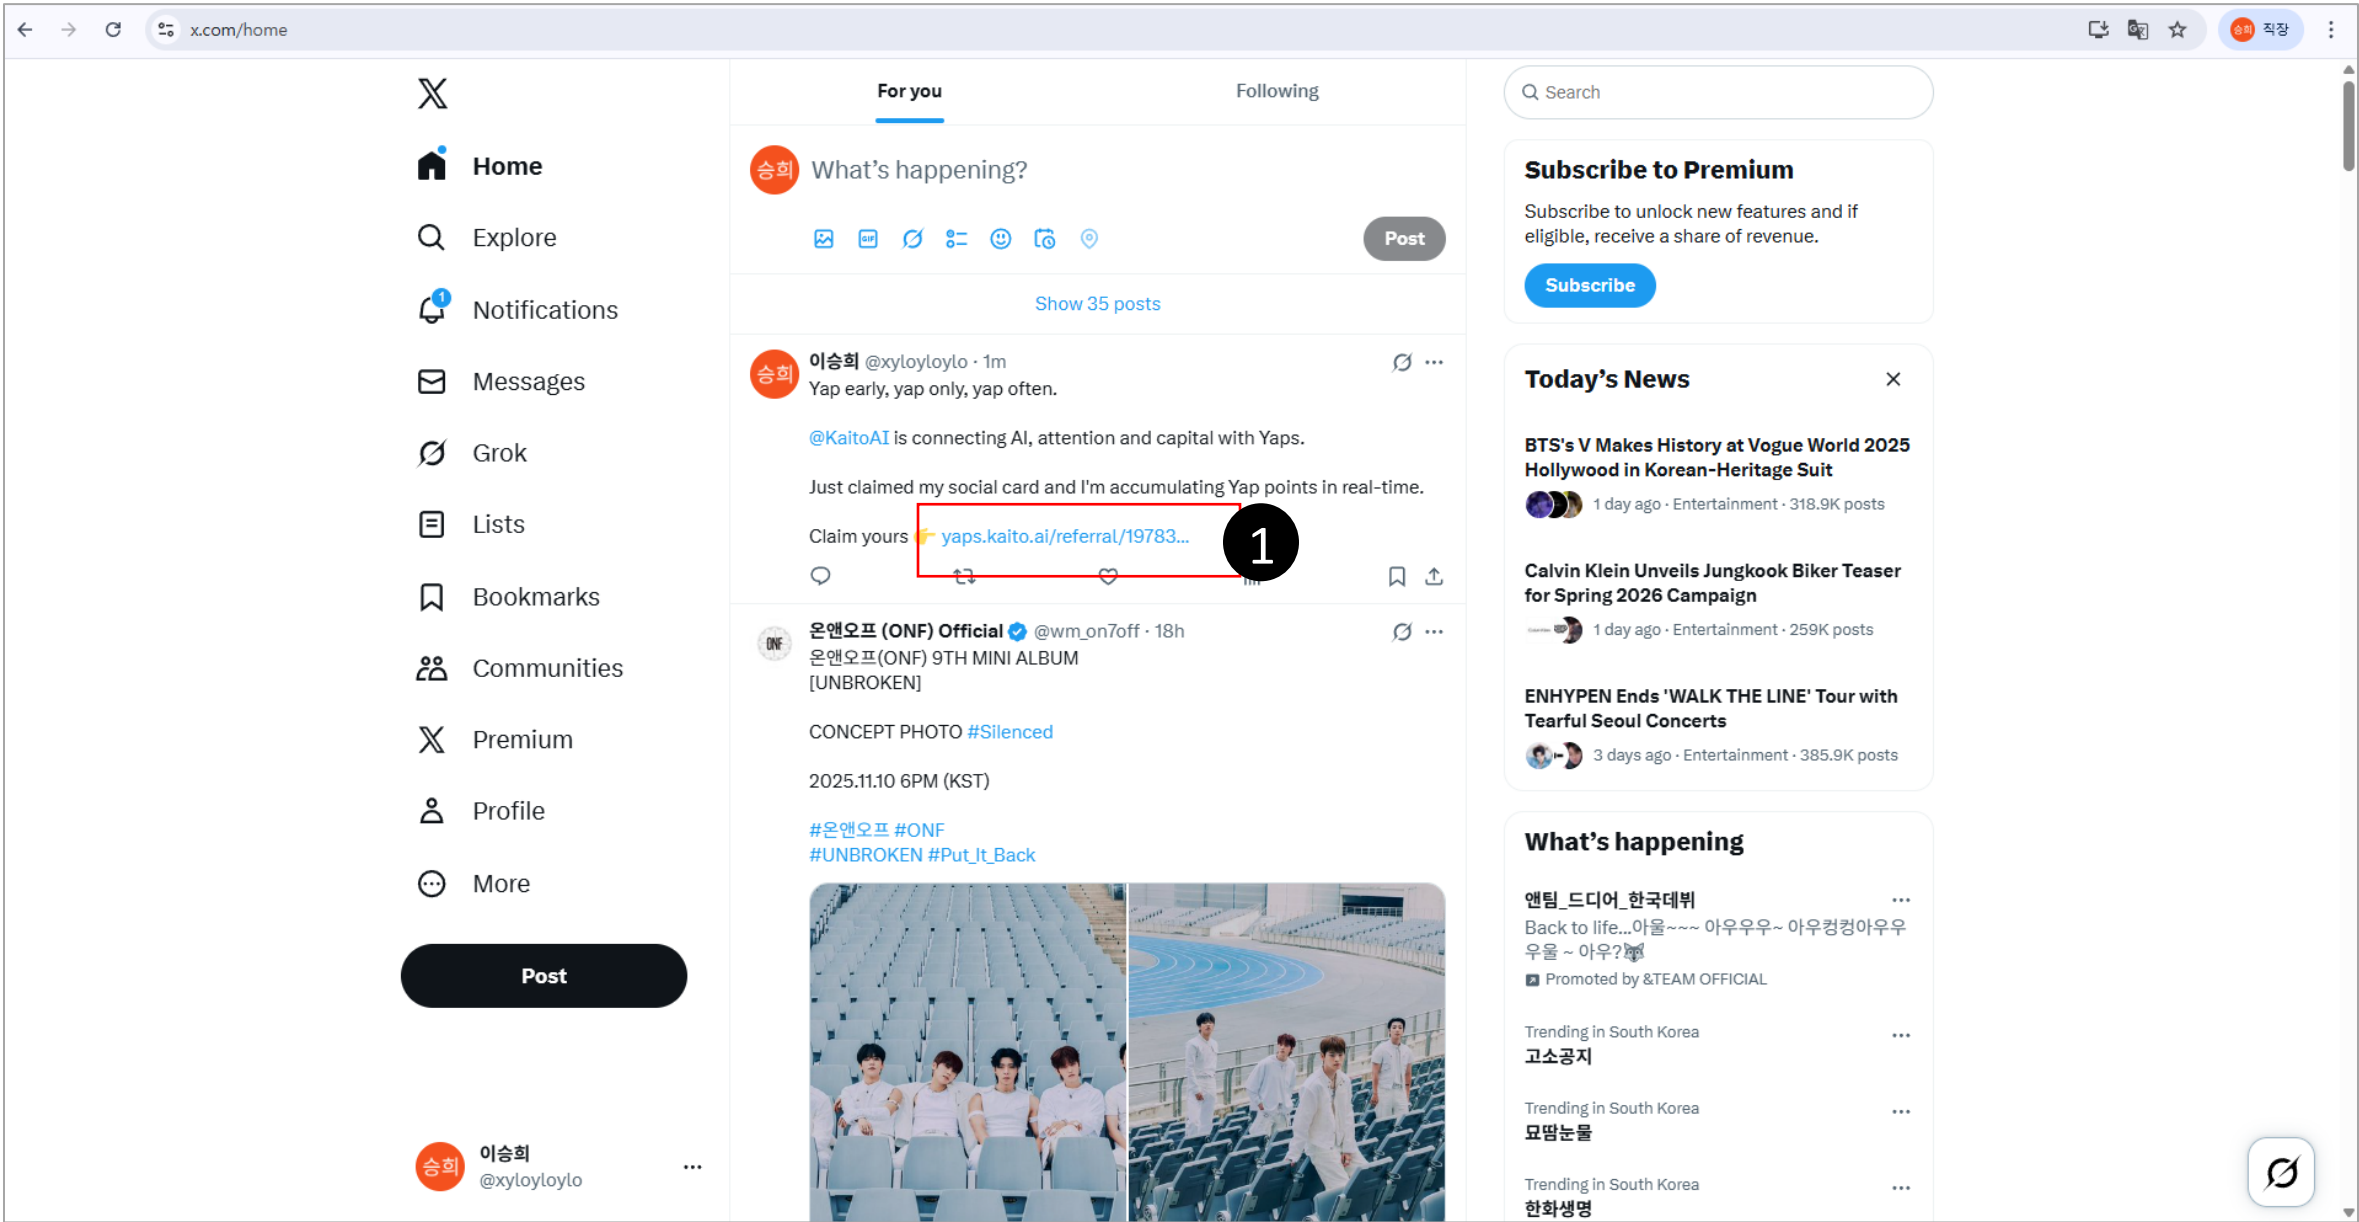 x.com/home
승희 직장
Home
Explore
1
Notifications
Messages
Grok
Lists
Bookmarks
Communities
Premium
Profile
More
Post
승희
이승희
@xyloyloylo
For you
Following
승희
What's happening?
GIF
Post
Show 35 posts
승희
이승희 @xyloyloylo · 1m
Yap early, yap only, yap often.
@KaitoAI is connecting AI, attention and capital with Yaps.
Just claimed my social card and I'm accumulating Yap points in real-time.
Claim yours 👉 yaps.kaito.ai/referral/19783...
1
ONF
온앤오프 (ONF) Official @wm_on7off · 18h
온앤오프(ONF) 9TH MINI ALBUM
[UNBROKEN]
CONCEPT PHOTO #Silenced
2025.11.10 6PM (KST)
#온앤오프 #ONF
#UNBROKEN #Put_It_Back
Search
Subscribe to Premium
Subscribe to unlock new features and if
eligible, receive a share of revenue.
Subscribe
Today's News
BTS's V Makes History at Vogue World 2025
Hollywood in Korean-Heritage Suit
1 day ago · Entertainment · 318.9K posts
Calvin Klein Unveils Jungkook Biker Teaser
for Spring 2026 Campaign
1 day ago · Entertainment · 259K posts
ENHYPEN Ends 'WALK THE LINE' Tour with
Tearful Seoul Concerts
3 days ago · Entertainment · 385.9K posts
What's happening
앤팀_드디어_한국데뷔
Back to life...아울~~~ 아우우우~ 아우컹컹아우우
우울 ~ 아우?🐺
Promoted by &TEAM OFFICIAL
Trending in South Korea
고소공지
Trending in South Korea
묘땀눈물
Trending in South Korea
한화생명